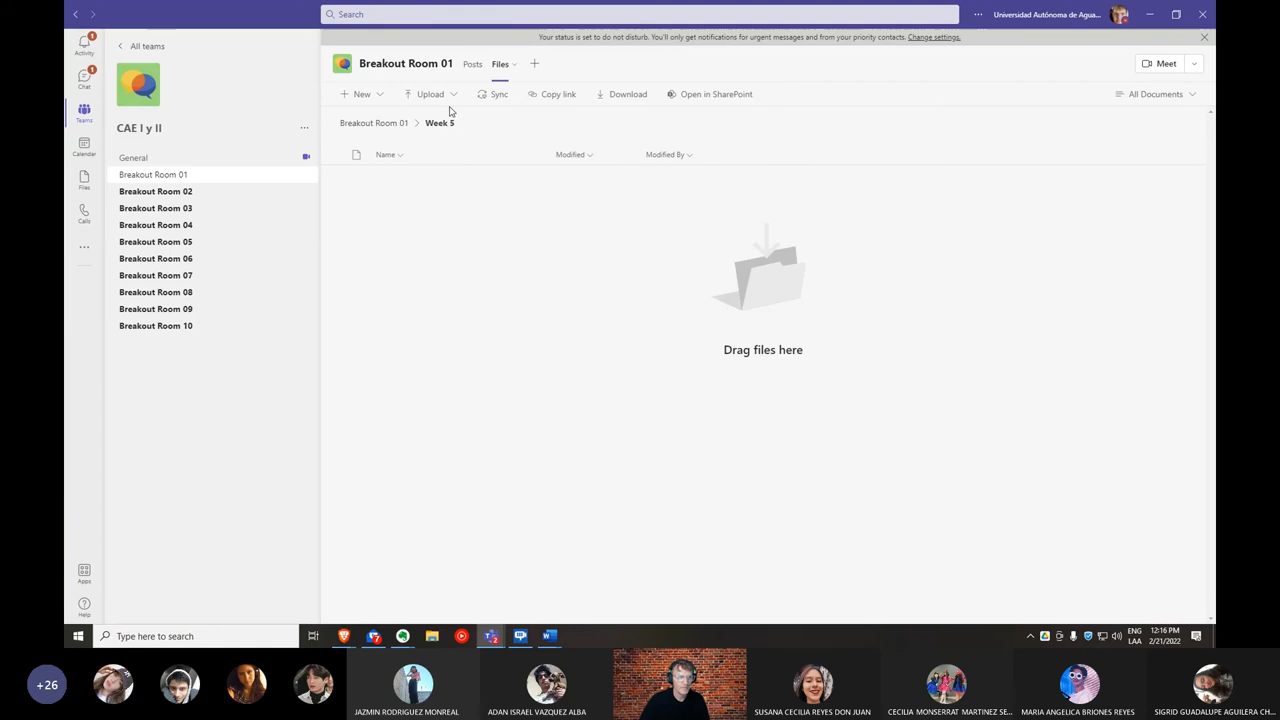 Search
Universidad Autónoma de Agua...
Your status is set to do not disturb. You'll only get notifications for urgent messages and from your priority contacts. Change settings.
1
Activity
1
Chat
Teams
Calendar
Files
Calls
Apps
Help
All teams
CAE I y II
General
Breakout Room 01
Breakout Room 02
Breakout Room 03
Breakout Room 04
Breakout Room 05
Breakout Room 06
Breakout Room 07
Breakout Room 08
Breakout Room 09
Breakout Room 10
Breakout Room 01 Posts Files
Meet
New Upload Sync Copy link Download Open in SharePoint
All Documents
Breakout Room 01 > Week 5
Name Modified Modified By
Drag files here
Type here to search
ENG
LAA
12:16 PM
2/21/2022
+26
JAZMIN RODRIGUEZ MONREAL
ADAN ISRAEL VAZQUEZ ALBA
SUSANA CECILIA REYES DON JUAN
CECILIA MONSERRAT MARTINEZ SE...
MARIA ANGELICA BRIONES REYES
SIGRID GUADALUPE AGUILERA CH...